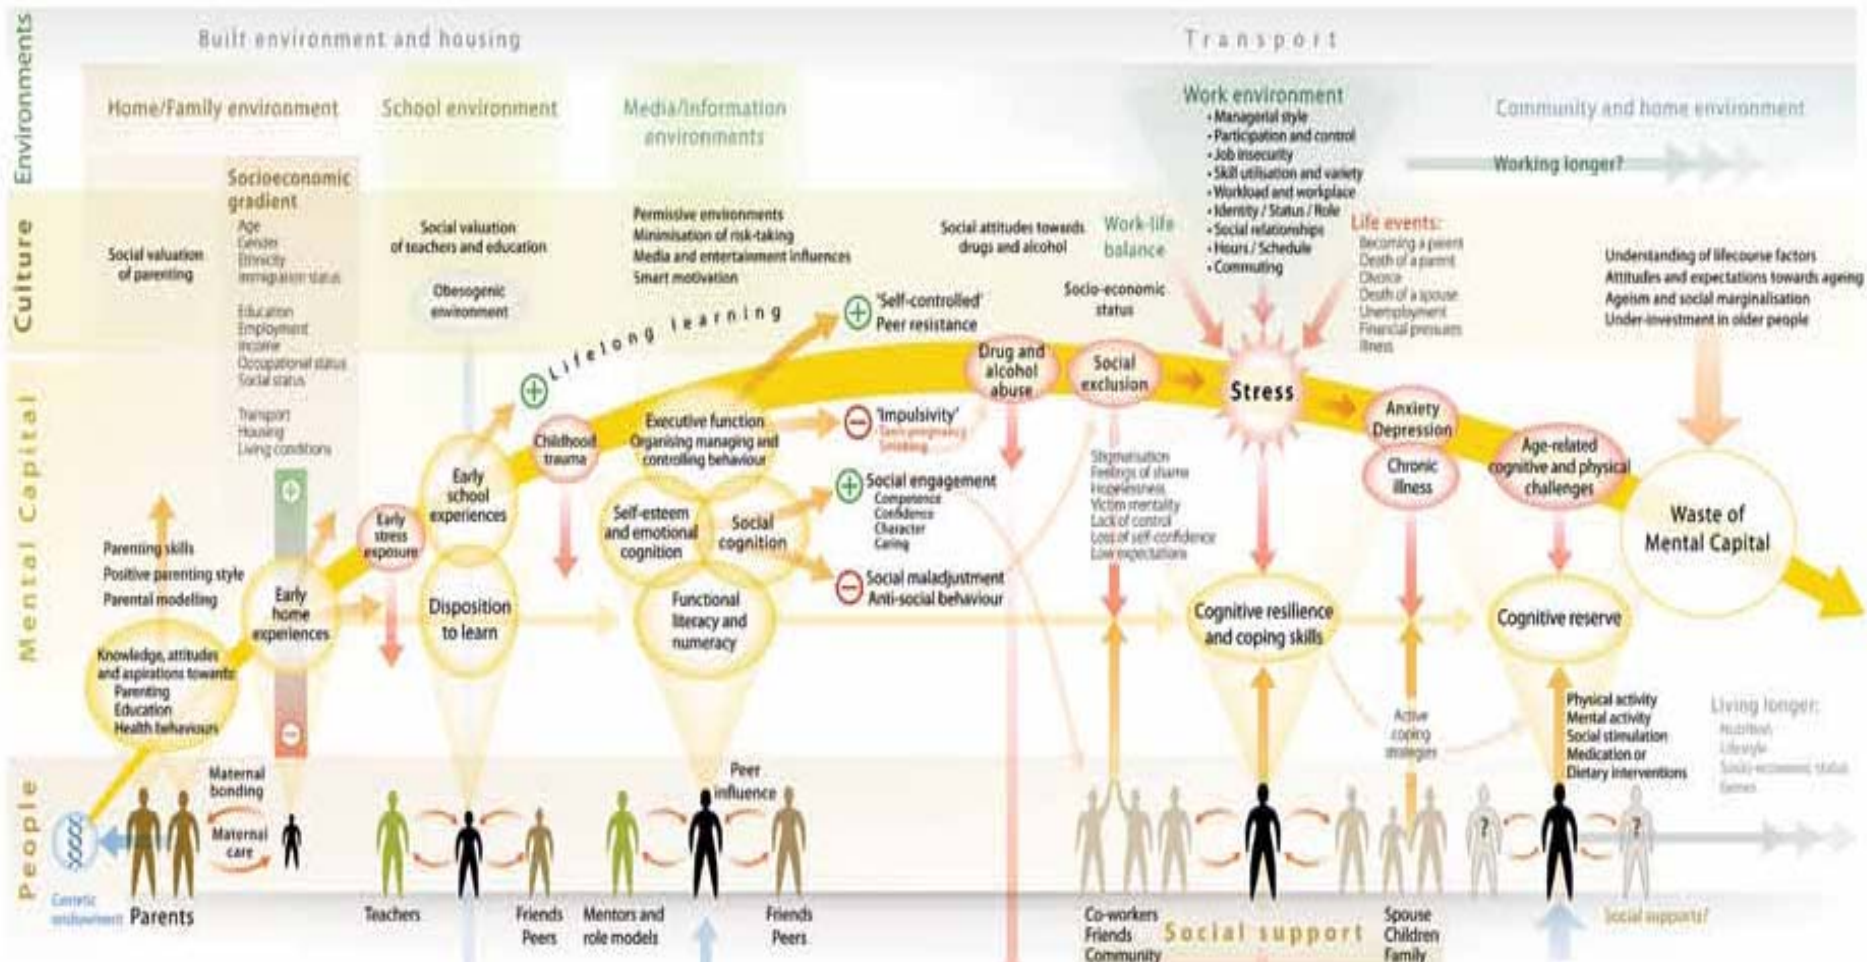 Environments
Built environment and housing
Transport
Home/Family environment
School environment
Media/Information
environments
Work environment
• Managerial style
• Participation and control
• Job insecurity
• Skill utilisation and variety
• Workload and workplace
• Identity / Status / Role
• Social relationships
• Hours / Schedule
• Commuting
Community and home environment
Working longer?
Culture
Social valuation
of parenting
Socioeconomic
gradient
Age
Gender
Ethnicity
Immigration status
Education
Employment
Income
Occupational status
Social status
Transport
Housing
Living conditions
Social valuation
of teachers and education
Obesogenic
environment
Permissive environments
Minimisation of risk-taking
Media and entertainment influences
Smart motivation
Social attitudes towards
drugs and alcohol
Work-life
balance
Socio-economic
status
Life events:
Becoming a parent
Death of a parent
Divorce
Death of a spouse
Unemployment
Financial pressures
Illness
Understanding of lifecourse factors
Attitudes and expectations towards ageing
Ageism and social marginalisation
Under-investment in older people
Mental Capital
Lifelong learning
'Self-controlled'
Peer resistance
'Impulsivity'
Teen pregnancy
Smoking
Social engagement
Competence
Confidence
Character
Caring
Social maladjustment
Anti-social behaviour
Parenting skills
Positive parenting style
Parental modelling
Knowledge, attitudes
and aspirations towards:
Parenting
Education
Health behaviours
Early
home
experiences
Early
stress
exposure
Early
school
experiences
Disposition
to learn
Childhood
trauma
Executive function
Organising managing and
controlling behaviour
Self-esteem
and emotional
cognition
Social
cognition
Functional
literacy and
numeracy
Drug and
alcohol
abuse
Social
exclusion
Stigmatisation
Feelings of shame
Hopelessness
Victim mentality
Lack of control
Loss of self-confidence
Low expectations
Stress
Cognitive resilience
and coping skills
Anxiety
Depression
Chronic
illness
Active
coping
strategies
Age-related
cognitive and physical
challenges
Cognitive reserve
Waste of
Mental Capital
Physical activity
Mental activity
Social stimulation
Medication or
Dietary interventions
Living longer:
Nutrition
Lifestyle
Socio-economic status
Genes
People
Genetic
endowment
Parents
Maternal
bonding
Maternal
care
Teachers
Friends
Peers
Mentors and
role models
Peer
influence
Friends
Peers
Co-workers
Friends
Community
Social support
Spouse
Children
Family
?
?
Social supports?